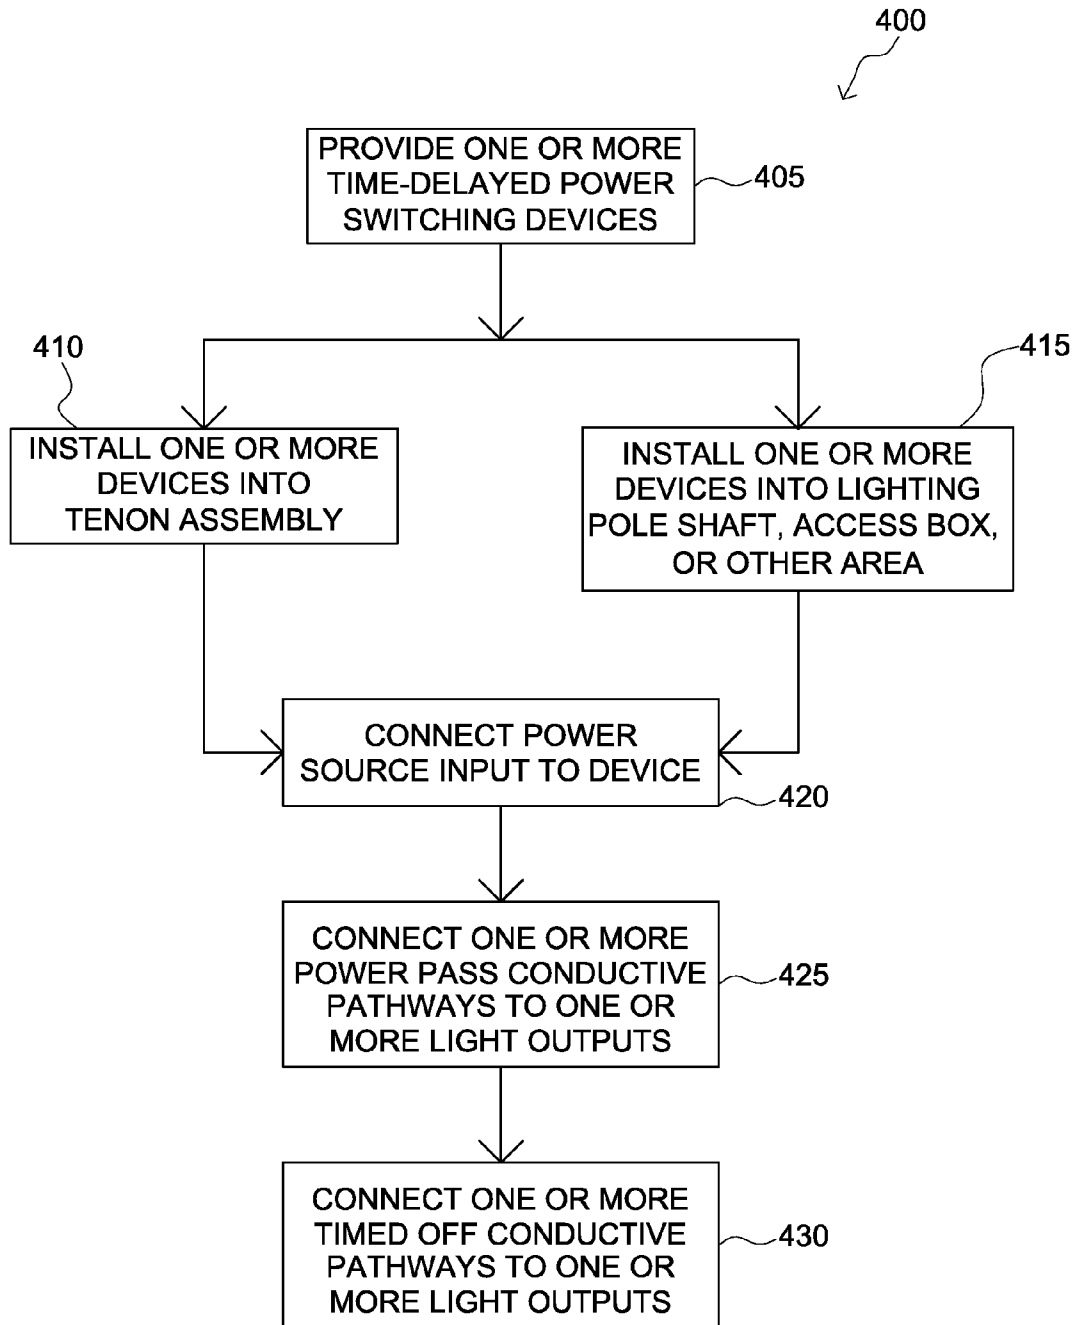 400
PROVIDE ONE OR MORE
TIME-DELAYED POWER
SWITCHING DEVICES
405
410
415
INSTALL ONE OR MORE
DEVICES INTO
TENON ASSEMBLY
INSTALL ONE OR MORE
DEVICES INTO LIGHTING
POLE SHAFT, ACCESS BOX,
OR OTHER AREA
CONNECT POWER
SOURCE INPUT TO DEVICE
420
CONNECT ONE OR MORE
POWER PASS CONDUCTIVE
PATHWAYS TO ONE OR
MORE LIGHT OUTPUTS
425
CONNECT ONE OR MORE
TIMED OFF CONDUCTIVE
PATHWAYS TO ONE OR
MORE LIGHT OUTPUTS
430